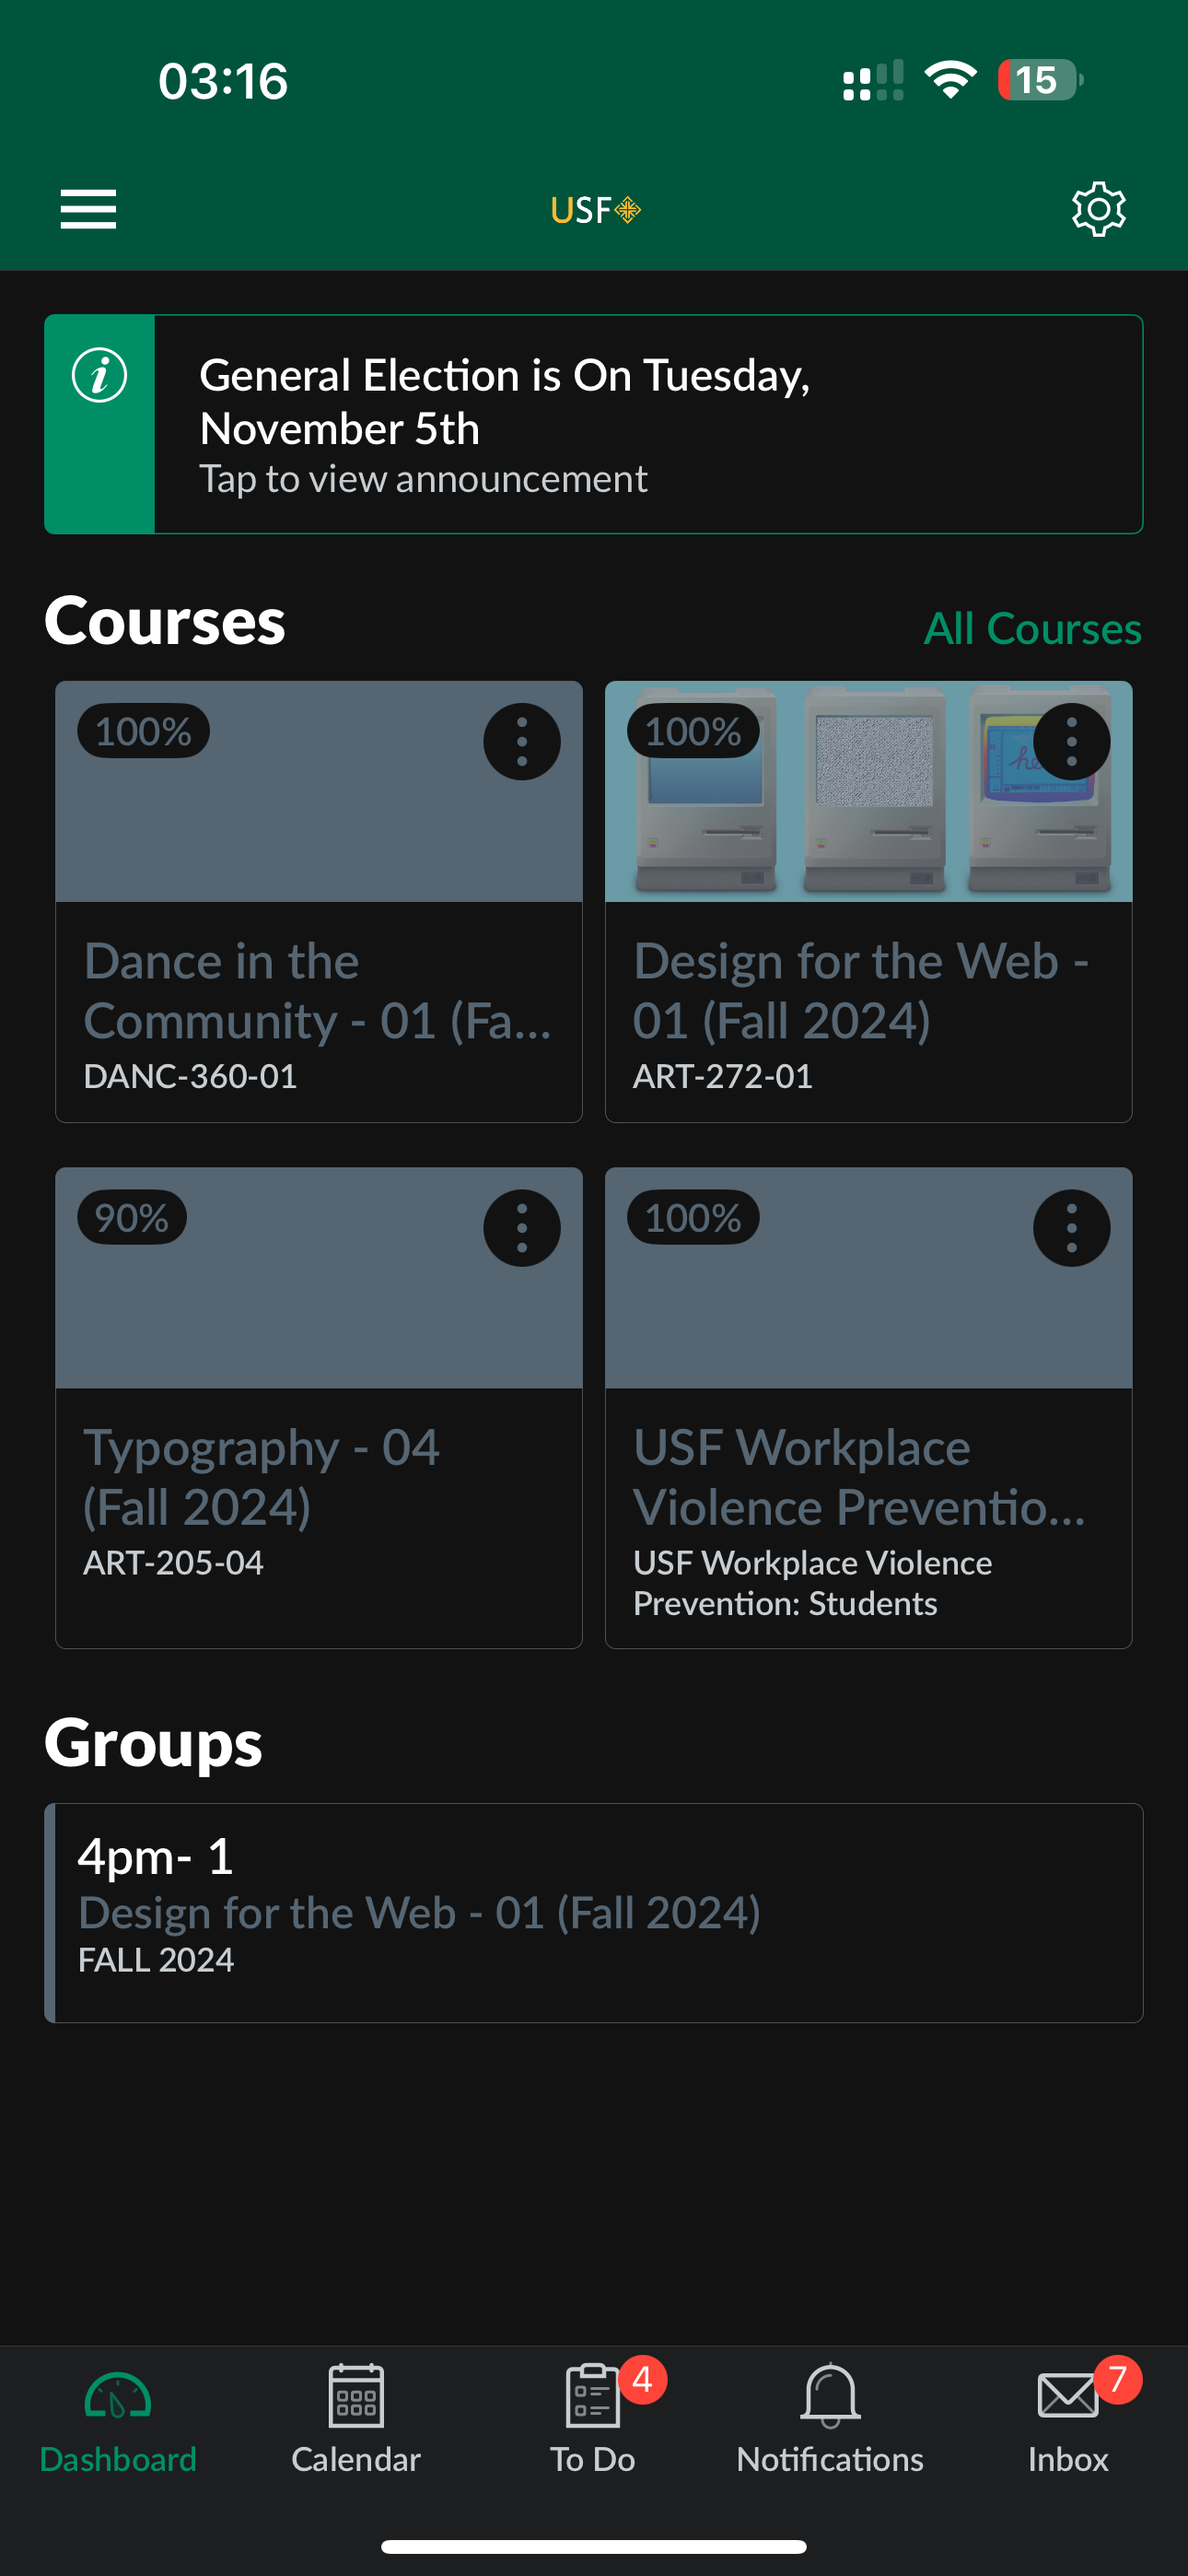 03:16
15
USF
General Election is On Tuesday,
November 5th
Tap to view announcement
Courses
All Courses
100%
100%
Dance in the
Community - 01 (Fa...
DANC-360-01
Design for the Web -
01 (Fall 2024)
ART-272-01
90%
100%
Typography - 04
(Fall 2024)
ART-205-04
USF Workplace
Violence Preventio...
USF Workplace Violence
Prevention: Students
Groups
4pm- 1
Design for the Web - 01 (Fall 2024)
FALL 2024
4
7
Dashboard
Calendar
To Do
Notifications
Inbox